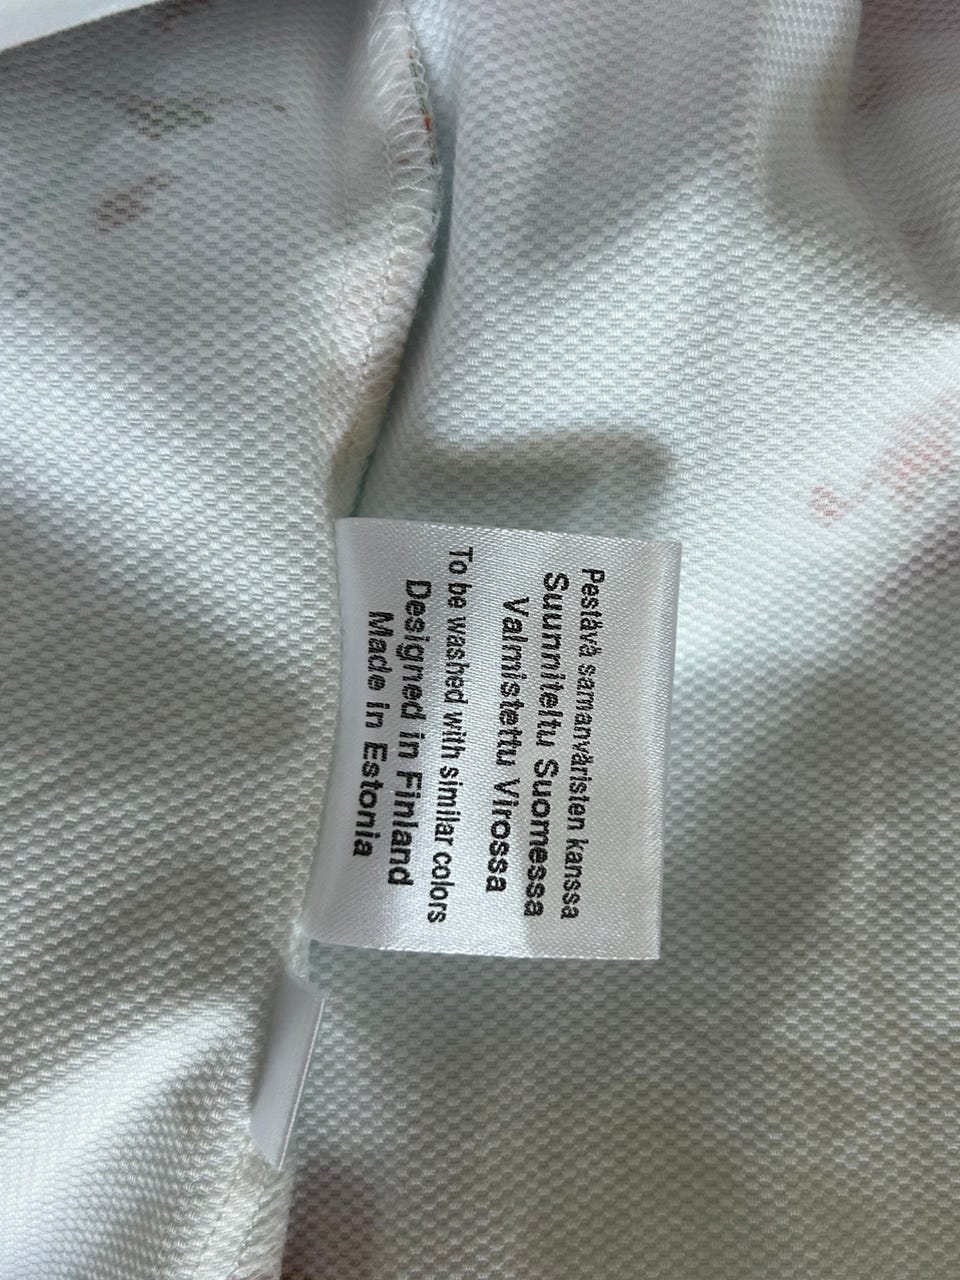 Pestävä samanväristen kanssa
Suunniteltu Suomessa
Valmistettu Virossa
To be washed with similar colors
Designed in Finland
Made in Estonia